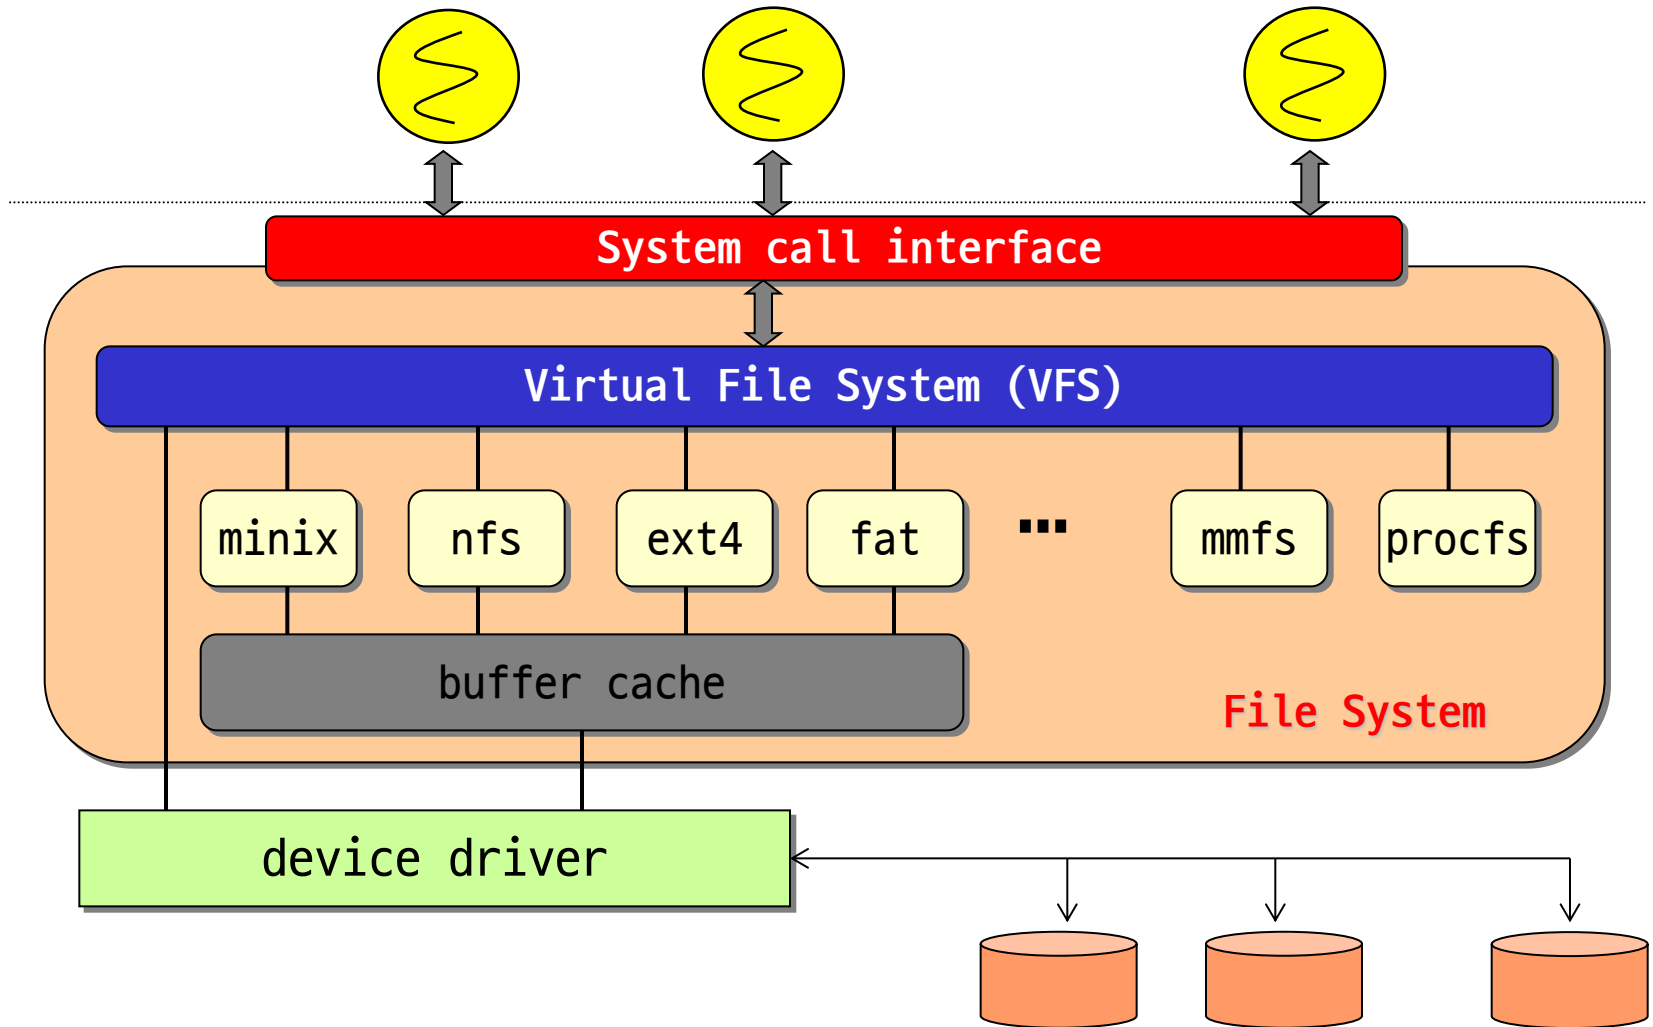 System call interface
Virtual File System (VFS)
minix nfs ext4 fat ... mmfs procfs
buffer cache
File System
device driver